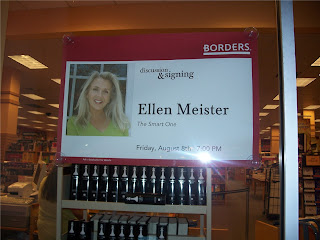 BORDERS
discussion
& signing
Ellen Meister
The Smart One
Friday, August 8th, 7:00 PM